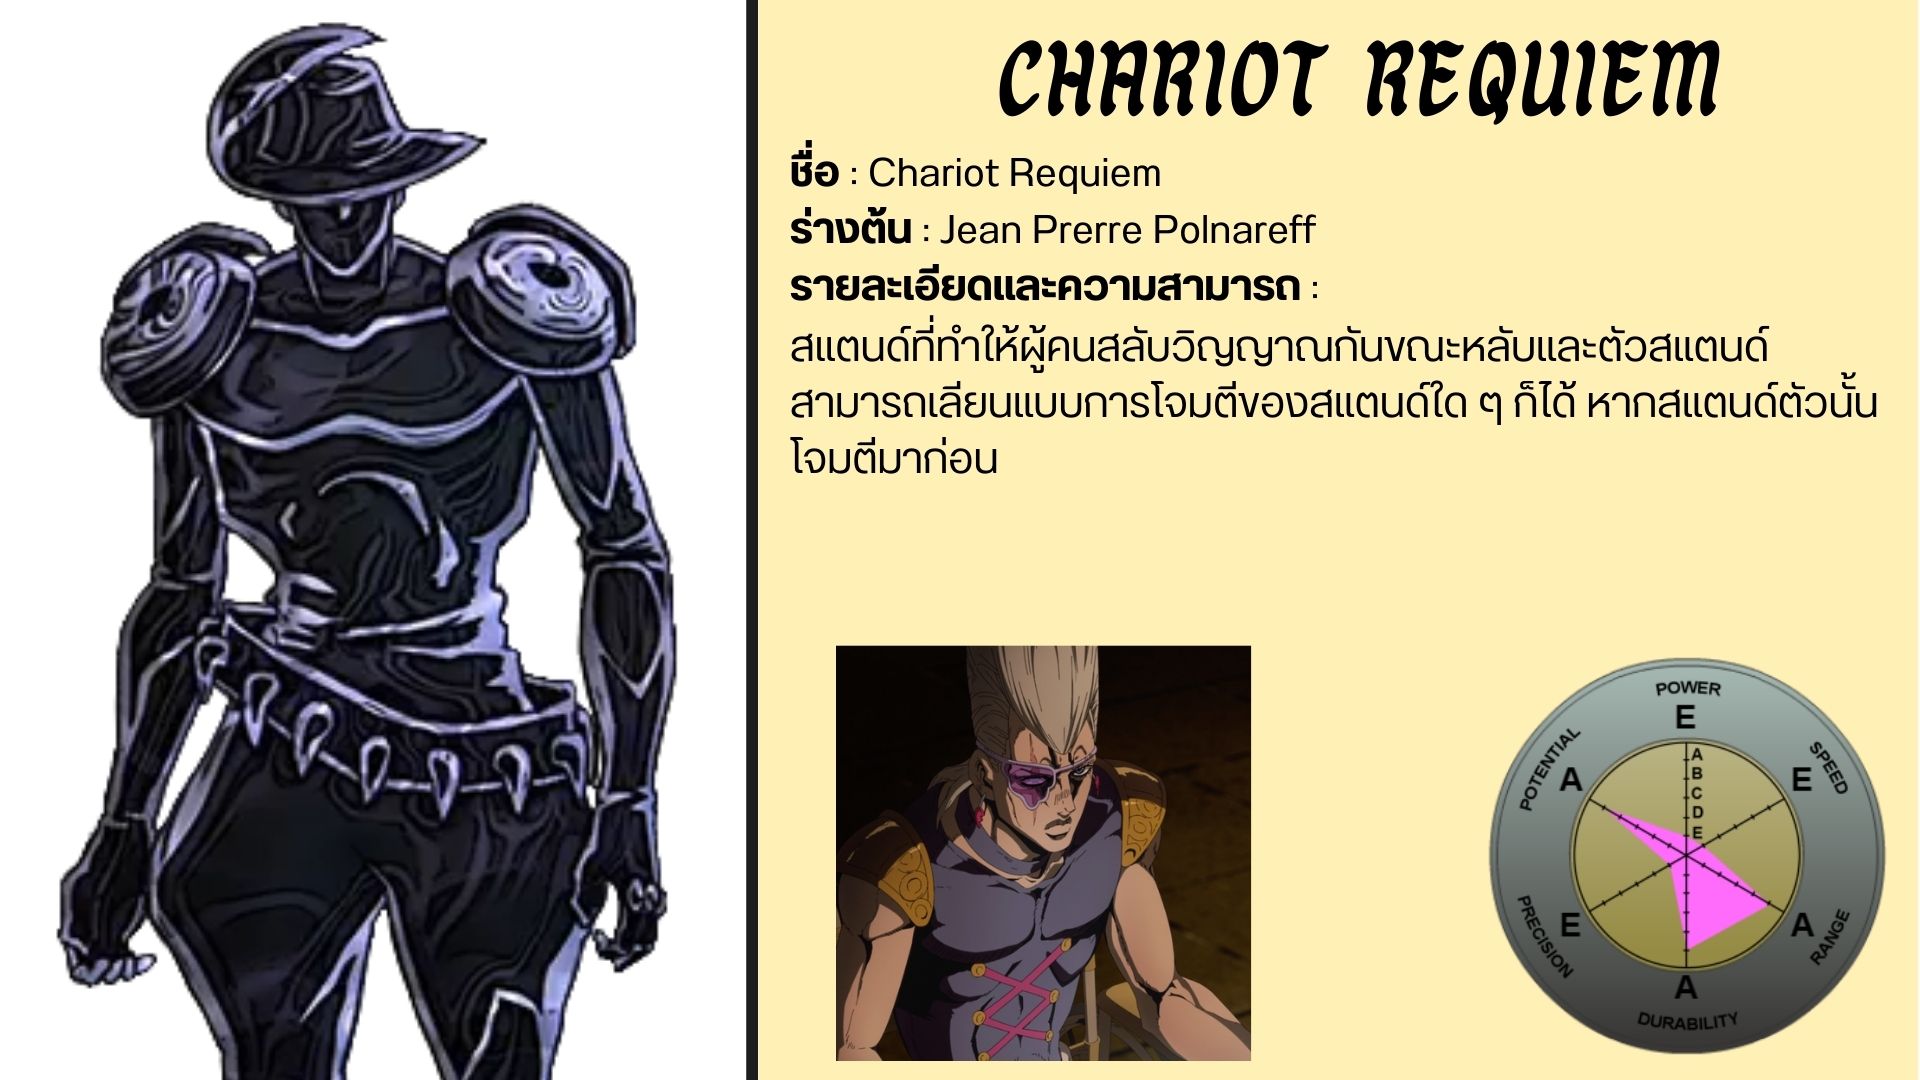 CHARIOT REQUIEM
ชื่อ : Chariot Requiem
ร่างต้น : Jean Prerre Polnareff
รายละเอียดและความสามารถ :
สแตนด์ที่ทำให้ผู้คนสลับวิญญาณกันขณะหลับและตัวสแตนด์
สามารถเลียนแบบการโจมตีของสแตนด์ใด ๆ ก็ได้ หากสแตนด์ตัวนั้น
โจมตีมาก่อน
POWER
E
POTENTIAL
A
SPEED
E
A
B
C
D
E
PRECISION
E
RANGE
A
A
DURABILITY